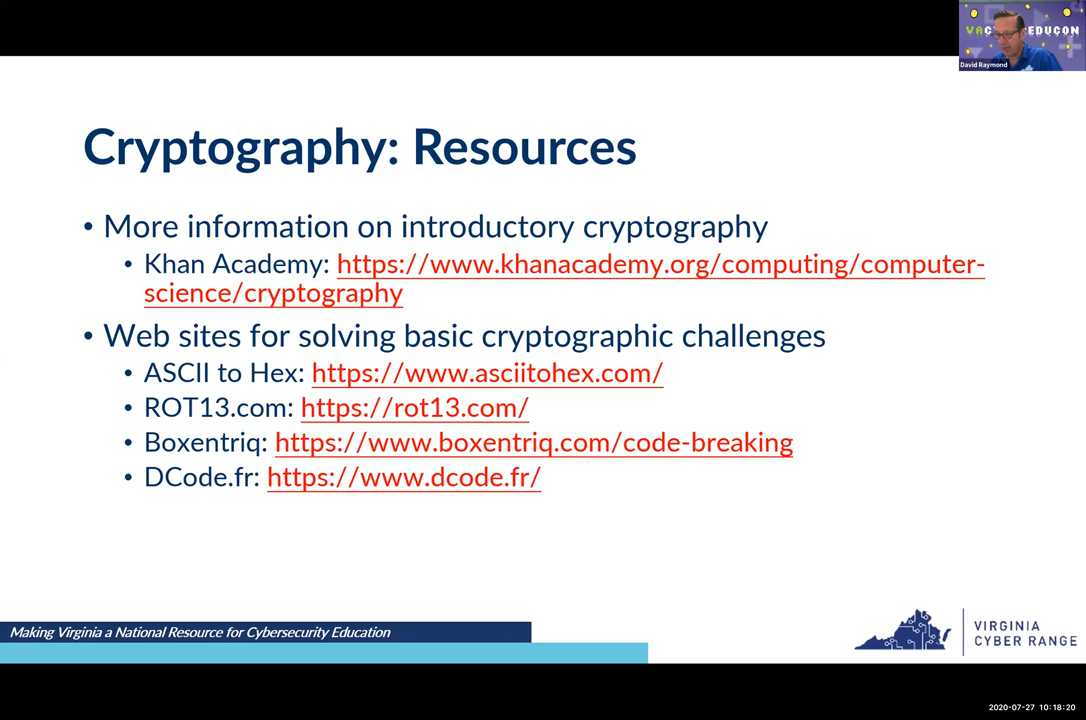 VAC EDUCON
David Raymond
Cryptography: Resources
• More information on introductory cryptography
• Khan Academy: https://www.khanacademy.org/computing/computer-
science/cryptography
• Web sites for solving basic cryptographic challenges
• ASCII to Hex: https://www.asciitohex.com/
• ROT13.com: https://rot13.com/
• Boxentriq: https://www.boxentriq.com/code-breaking
• DCode.fr: https://www.dcode.fr/
Making Virginia a National Resource for Cybersecurity Education
VIRGINIA
CYBER RANGE
2020-07-27 10:18:20